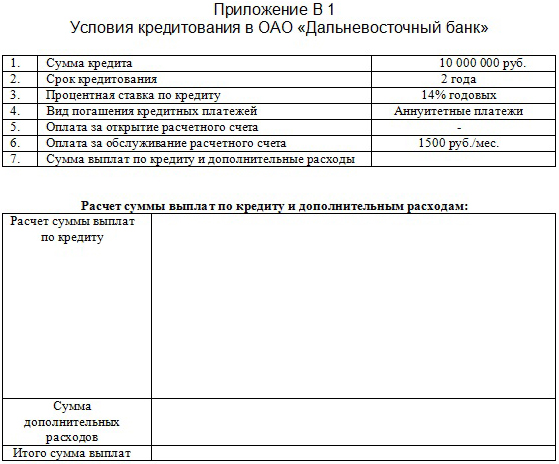 Приложение В 1
Условия кредитования в ОАО «Дальневосточный банк»
1. Сумма кредита 10 000 000 руб.
2. Срок кредитования 2 года
3. Процентная ставка по кредиту 14% годовых
4. Вид погашения кредитных платежей Аннуитетные платежи
5. Оплата за открытие расчетного счета -
6. Оплата за обслуживание расчетного счета 1500 руб./мес.
7. Сумма выплат по кредиту и дополнительные расходы
Расчет суммы выплат по кредиту и дополнительным расходам:
Расчет суммы выплат
по кредиту
Сумма
дополнительных
расходов
Итого сумма выплат